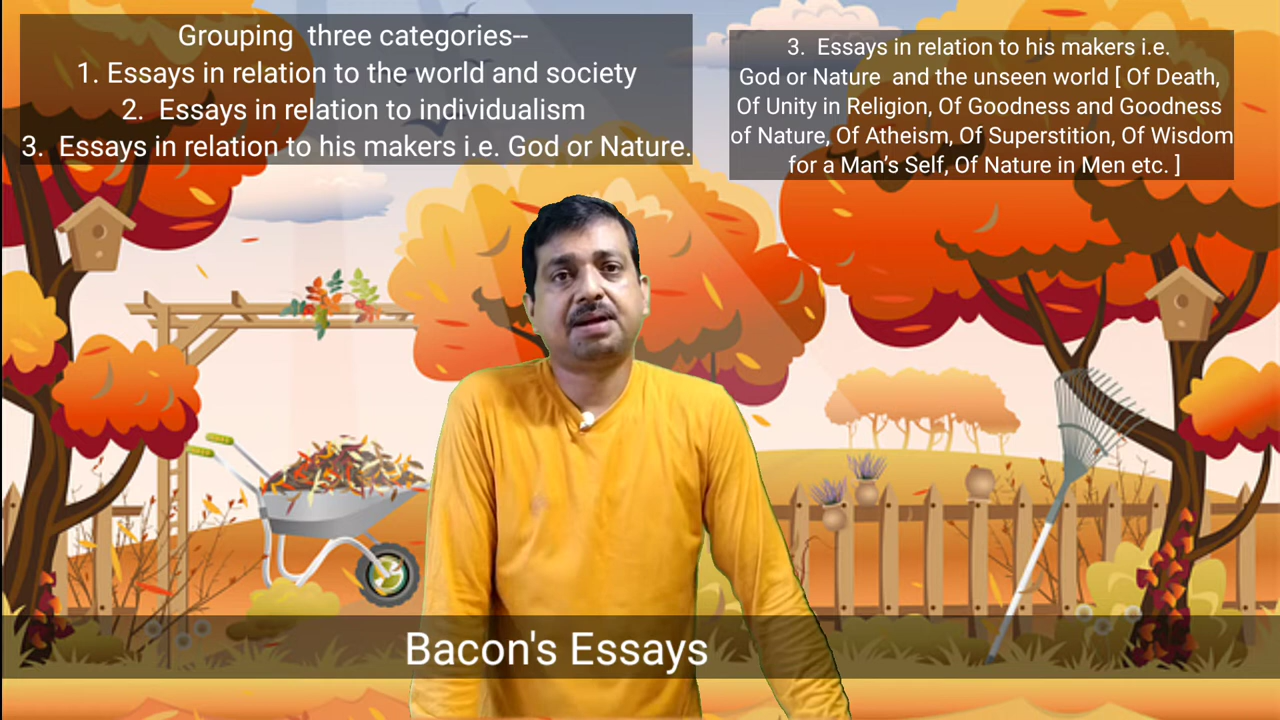 Grouping  three categories--
1. Essays in relation to the world and society
2.  Essays in relation to individualism
3.  Essays in relation to his makers i.e. God or Nature.
3.  Essays in relation to his makers i.e.
God or Nature  and the unseen world [ Of Death,
Of Unity in Religion, Of Goodness and Goodness
of Nature, Of Atheism, Of Superstition, Of Wisdom
for a Man’s Self, Of Nature in Men etc. ]
Bacon's Essays